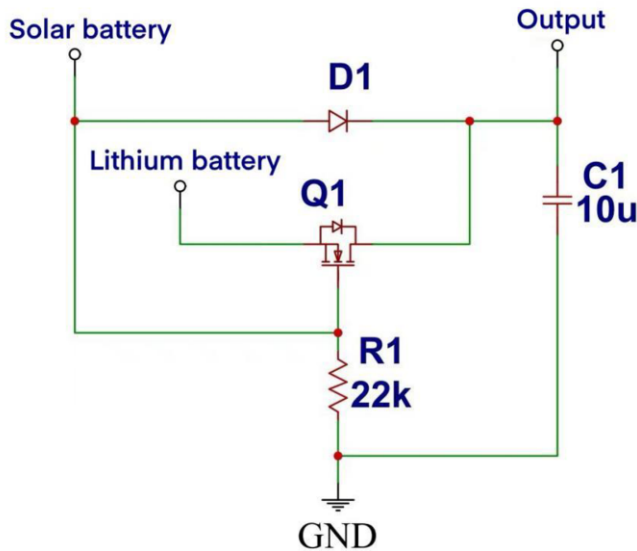 Solar battery
Output
D1
Lithium battery
Q1
C1
10u
R1
22k
GND